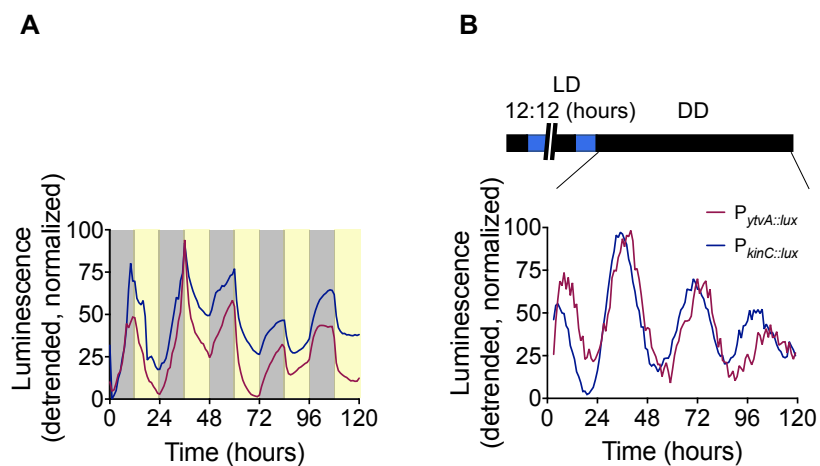 A
B
LD
12:12 (hours)
DD
Luminescence
(detrended, normalized)
100
75
50
25
0
0 24 48 72 96 120
Time (hours)
Luminescence
(detrended, normalized)
100
75
50
25
0
0 24 48 72 96 120
Time (hours)
PytvA::lux
PkinC::lux